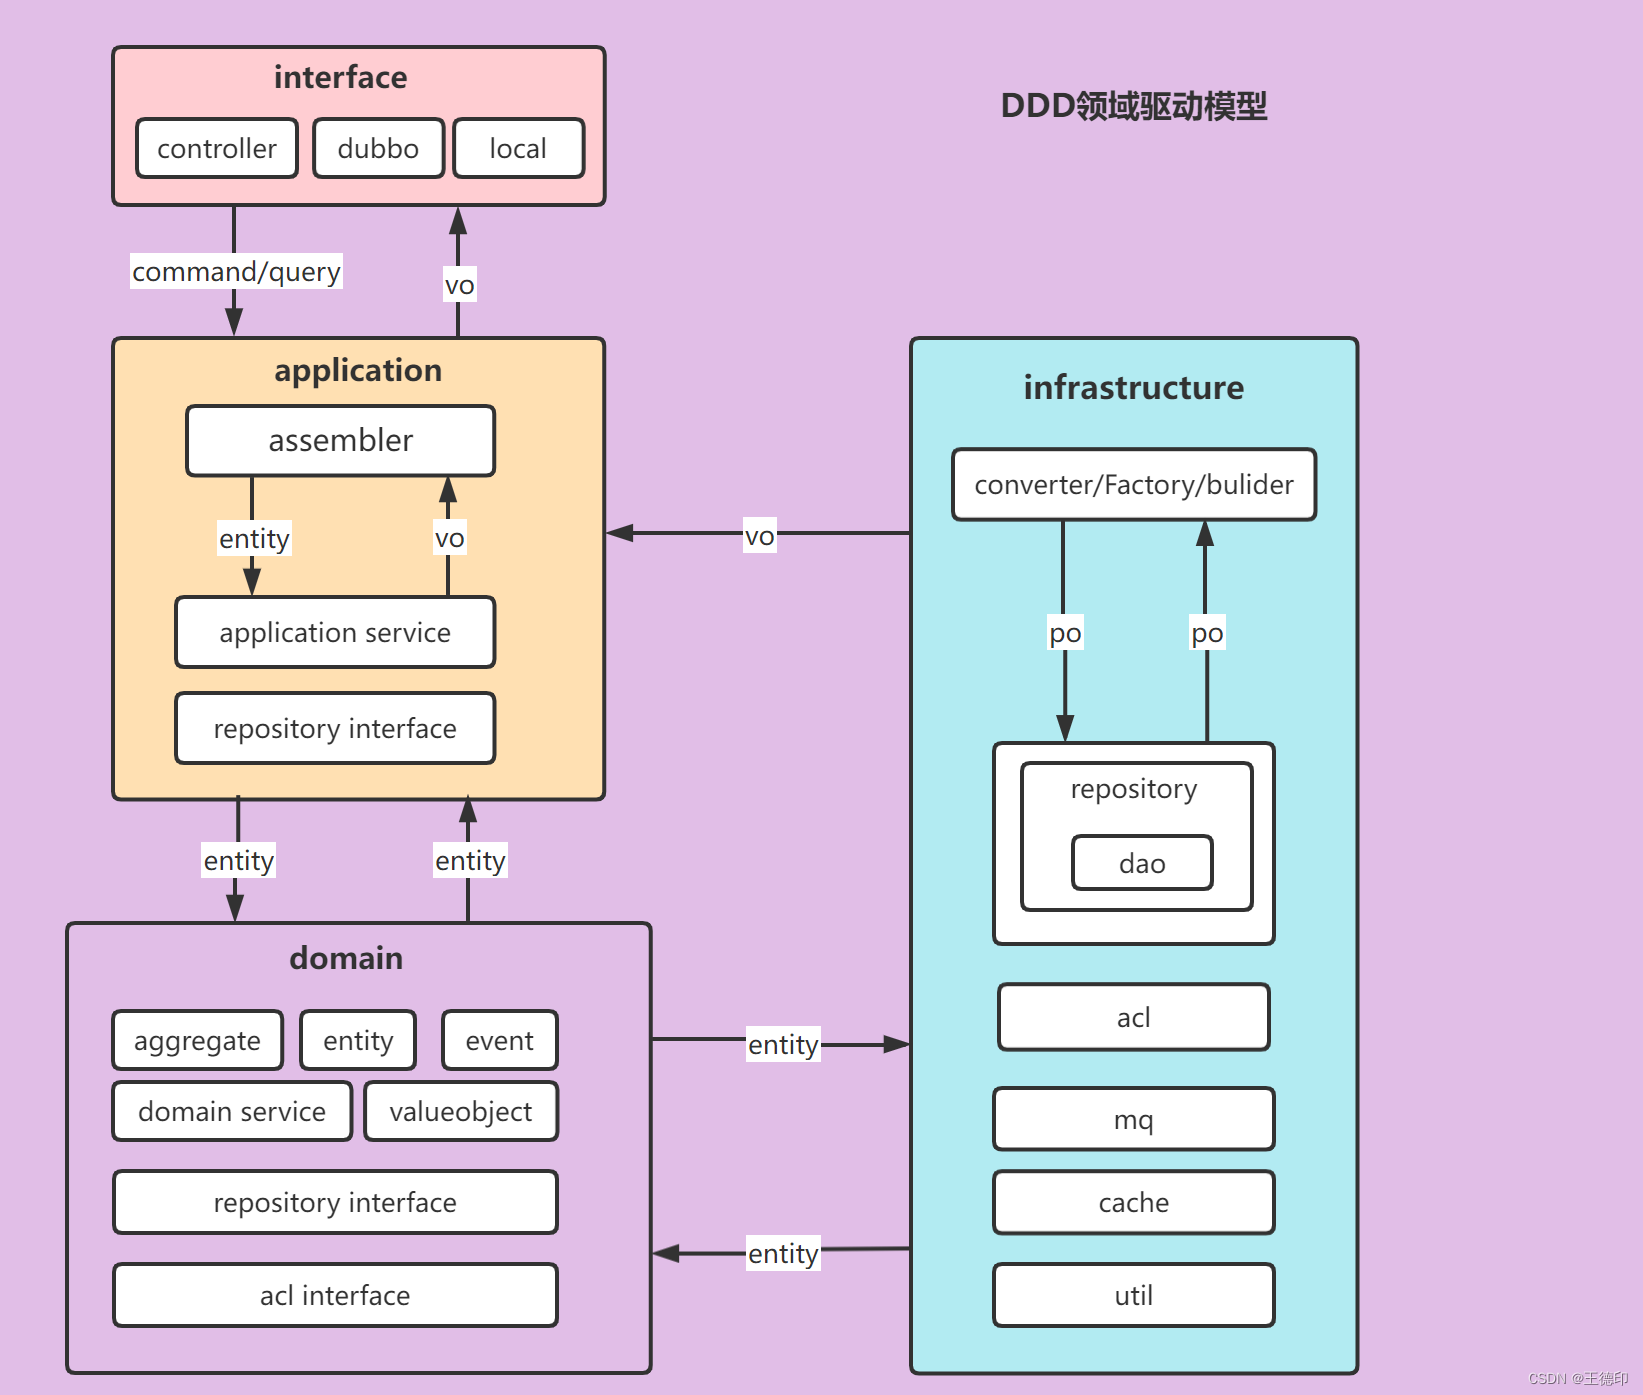 interface
DDD领域驱动模型
controller
dubbo
local
command/query
vo
application
assembler
entity
vo
application service
repository interface
vo
infrastructure
converter/Factory/bulider
po
po
repository
dao
acl
mq
cache
util
entity
entity
domain
aggregate
entity
event
domain service
valueobject
repository interface
acl interface
entity
entity
CSDN @王德印